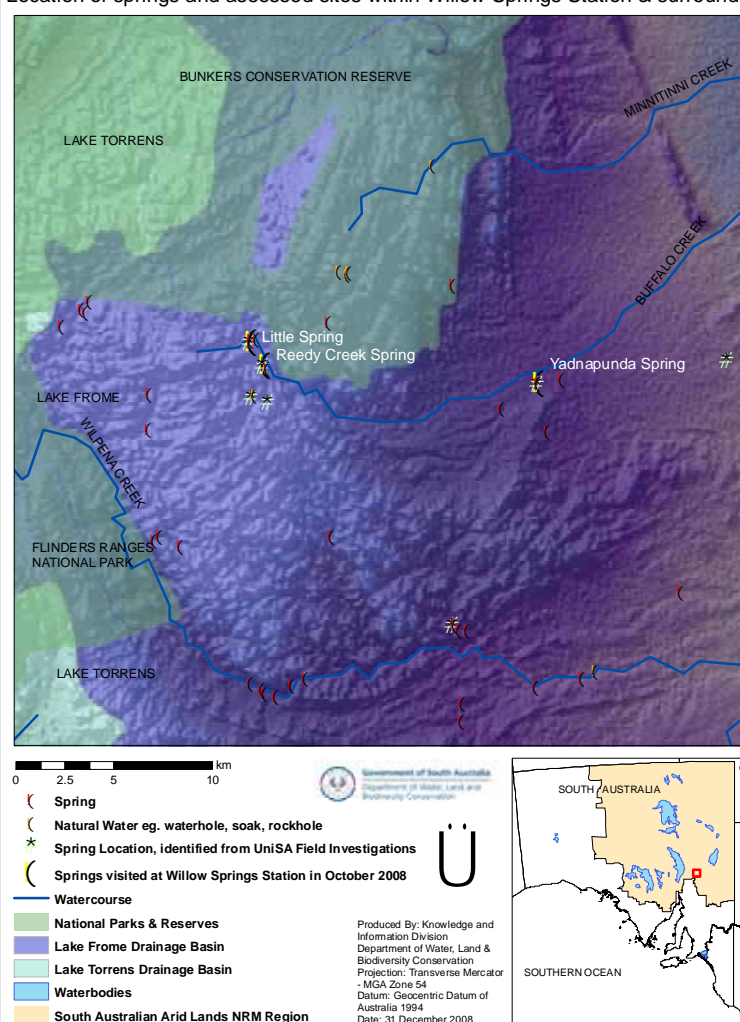 Location of springs and assessed sites within Willow Springs Station & surround
BUNKERS CONSERVATION RESERVE
MINNITINNI CREEK
LAKE TORRENS
BUFFALO CREEK
Little Spring
Reedy Creek Spring
Yadnapunda Spring
LAKE FROME
WILPENA CREEK
FLINDERS RANGES
NATIONAL PARK
LAKE TORRENS
km
0 2.5 5 10
Government of South Australia
Department of Water, Land and
Biodiversity Conservation
Spring
Natural Water eg. waterhole, soak, rockhole
Spring Location, identified from UniSA Field Investigations
Springs visited at Willow Springs Station in October 2008
Watercourse
National Parks & Reserves
Lake Frome Drainage Basin
Lake Torrens Drainage Basin
Waterbodies
South Australian Arid Lands NRM Region
Ü
Produced By: Knowledge and
Information Division
Department of Water, Land &
Biodiversity Conservation
Projection: Transverse Mercator
- MGA Zone 54
Datum: Geocentric Datum of
Australia 1994
Date: 31 December 2008
SOUTH AUSTRALIA
SOUTHERN OCEAN